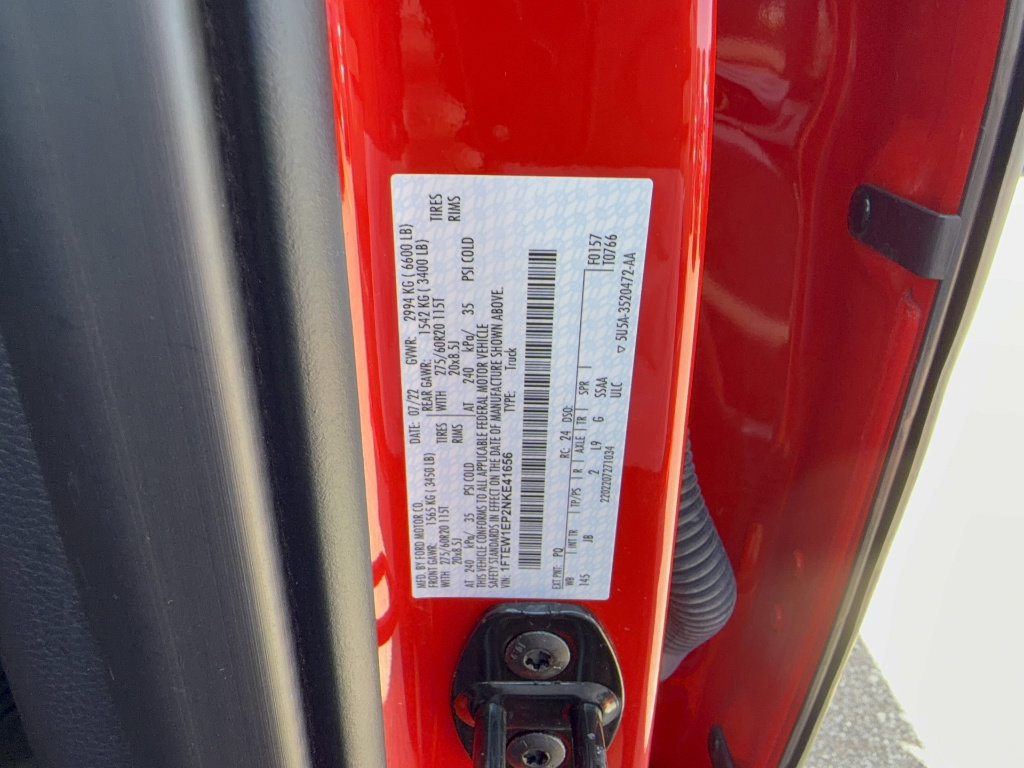 MFD. BY FORD MOTOR CO. DATE: 07/22 GVWR: 2994 KG ( 6600 LB)
FRONT GAWR: 1565 KG ( 3450 LB) REAR GAWR: 1542 KG ( 3400 LB)
WITH 275/60R20 115T TIRES WITH 275/60R20 115T TIRES
20x8.5J RIMS 20x8.5J RIMS
AT 240 kPa/ 35 PSI COLD AT 240 kPa/ 35 PSI COLD
THIS VEHICLE CONFORMS TO ALL APPLICABLE FEDERAL MOTOR VEHICLE
SAFETY STANDARDS IN EFFECT ON THE DATE OF MANUFACTURE SHOWN ABOVE.
VIN: 1FTEW1EP2NKE41656 TYPE: Truck
EXT PNT: PQ RC: 24 DSO: F0157
T0766
WB INT TR TP/PS R AXLE TR SPR
145 JB 2 L9 G SSAA ▽ 5U5A-3520472-AA
2202207271034 ULC